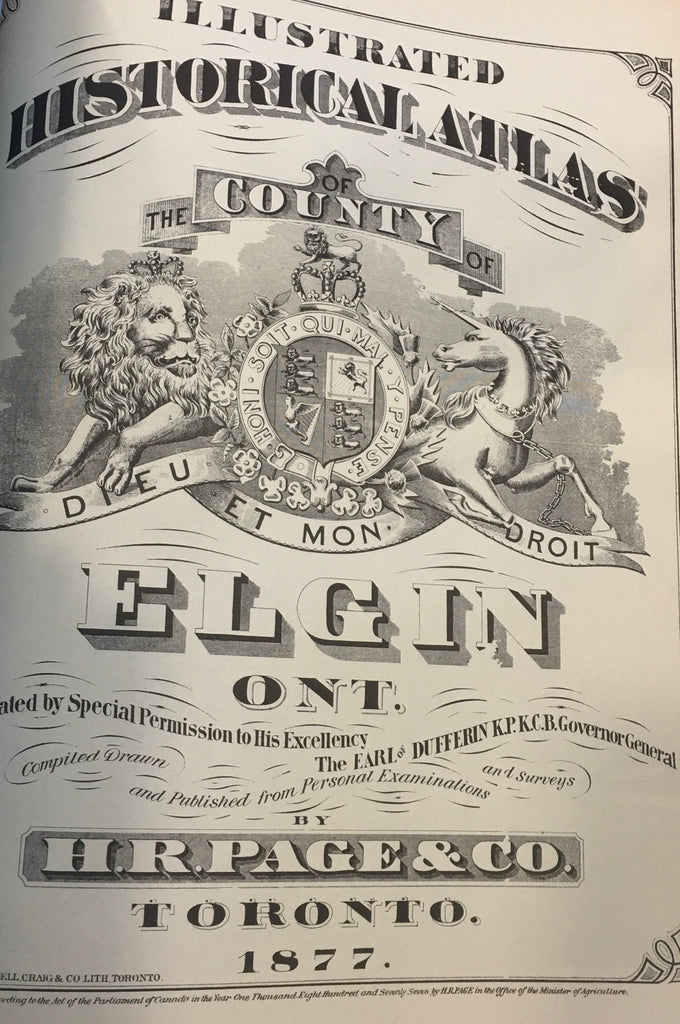 ILLUSTRATED
HISTORICAL ATLAS
OF
THE COUNTY OF
HONI · SOIT · QUI · MAL · Y · PENSE
DIEU ET MON DROIT
ELGIN
ONT.
by Special Permission to His Excellency
The EARL of DUFFERIN K.P.K.C.B. Governor General
Compiled Drawn
and Published from Personal Examinations
and Surveys
BY
H.R. PAGE & CO.
TORONTO.
1877.
CRAIG & CO LITH, TORONTO.
to the Act of the Parliament of Canada in the Year One Thousand Eight Hundred and Seventy Seven by H.R.PAGE in the Office of the Minister of Agriculture.